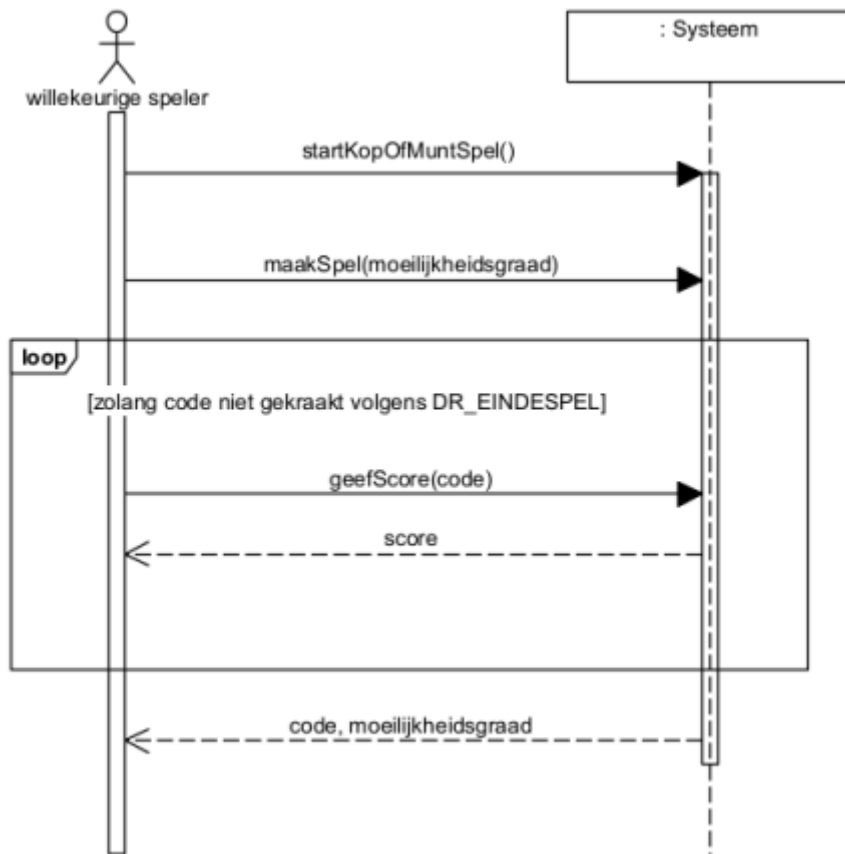 : Systeem
willekeurige speler
startKopOfMuntSpel()
maakSpel(moeilijkheidsgraad)
loop
[zolang code niet gekraakt volgens DR_EINDESPEL]
geefScore(code)
score
code, moeilijkheidsgraad